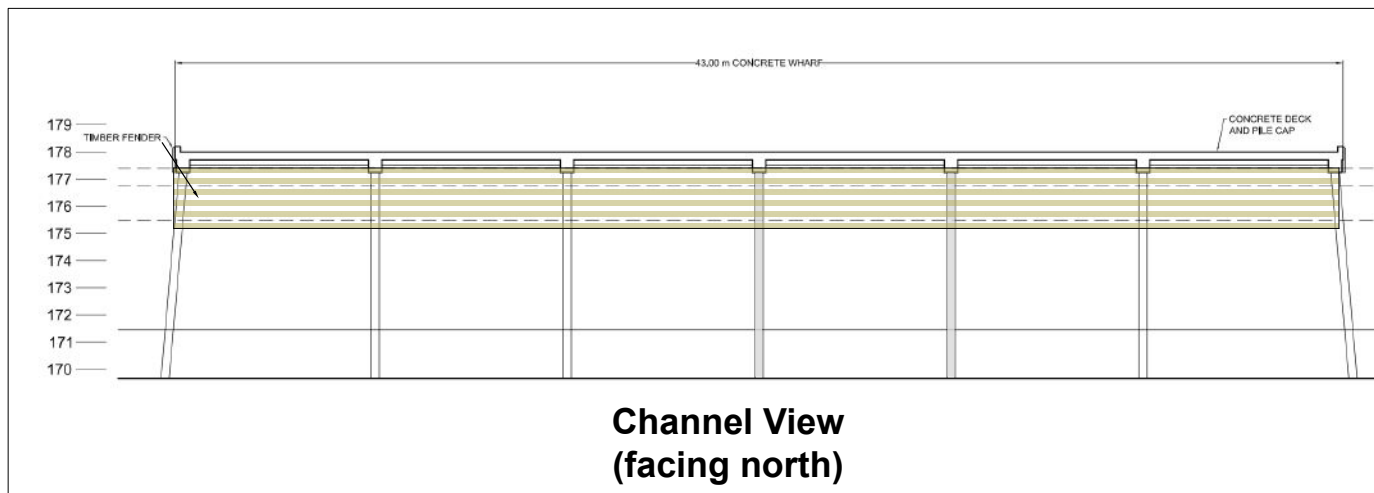 43.00 m CONCRETE WHARF
179
TIMBER FENDER
CONCRETE DECK
AND PILE CAP
178
177
176
175
174
173
172
171
170
Channel View
(facing north)